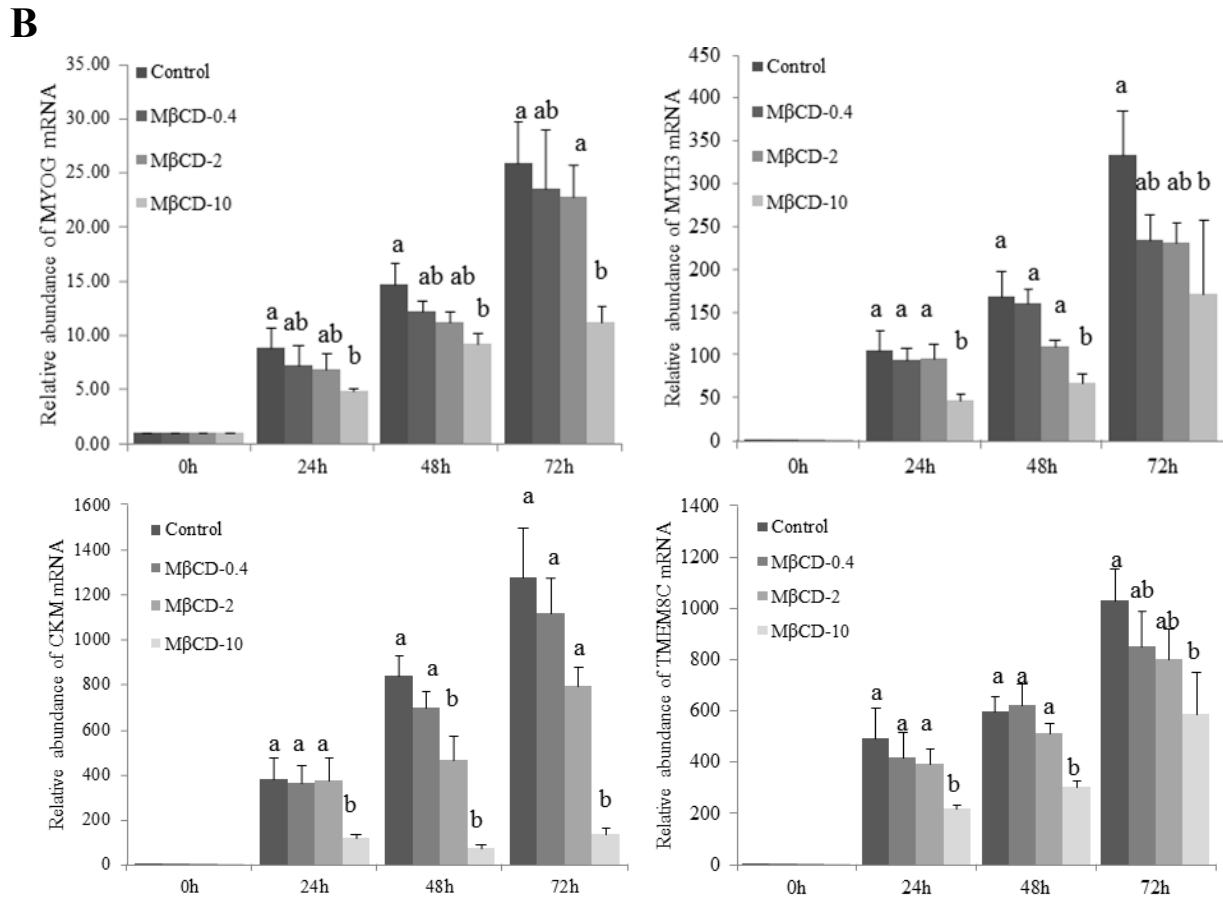 B
Relative abundance of MYOG mRNA
35.00
30.00
25.00
20.00
15.00
10.00
5.00
0.00
Control
MβCD-0.4
MβCD-2
MβCD-10
a ab ab b
a ab ab b
a ab a b
0h 24h 48h 72h
Relative abundance of MYH3 mRNA
450
400
350
300
250
200
150
100
50
0
Control
MβCD-0.4
MβCD-2
MβCD-10
a a a b
a a a b
a ab ab b
0h 24h 48h 72h
Relative abundance of CKM mRNA
1600
1400
1200
1000
800
600
400
200
0
Control
MβCD-0.4
MβCD-2
MβCD-10
a a a b
a a b b
a a a b
0h 24h 48h 72h
Relative abundance of TMEM8C mRNA
1400
1200
1000
800
600
400
200
0
Control
MβCD-0.4
MβCD-2
MβCD-10
a a a b
a a a b
a ab ab b
0h 24h 48h 72h